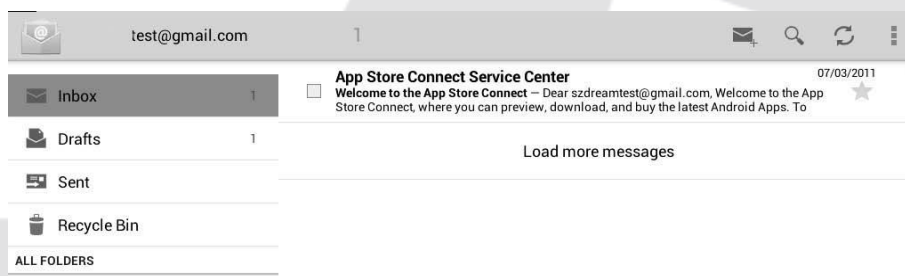 test@gmail.com 1
Inbox 1
Drafts 1
Sent
Recycle Bin
ALL FOLDERS
App Store Connect Service Center 07/03/2011
Welcome to the App Store Connect — Dear szdreamtest@gmail.com, Welcome to the App
Store Connect, where you can preview, download, and buy the latest Android Apps. To
Load more messages